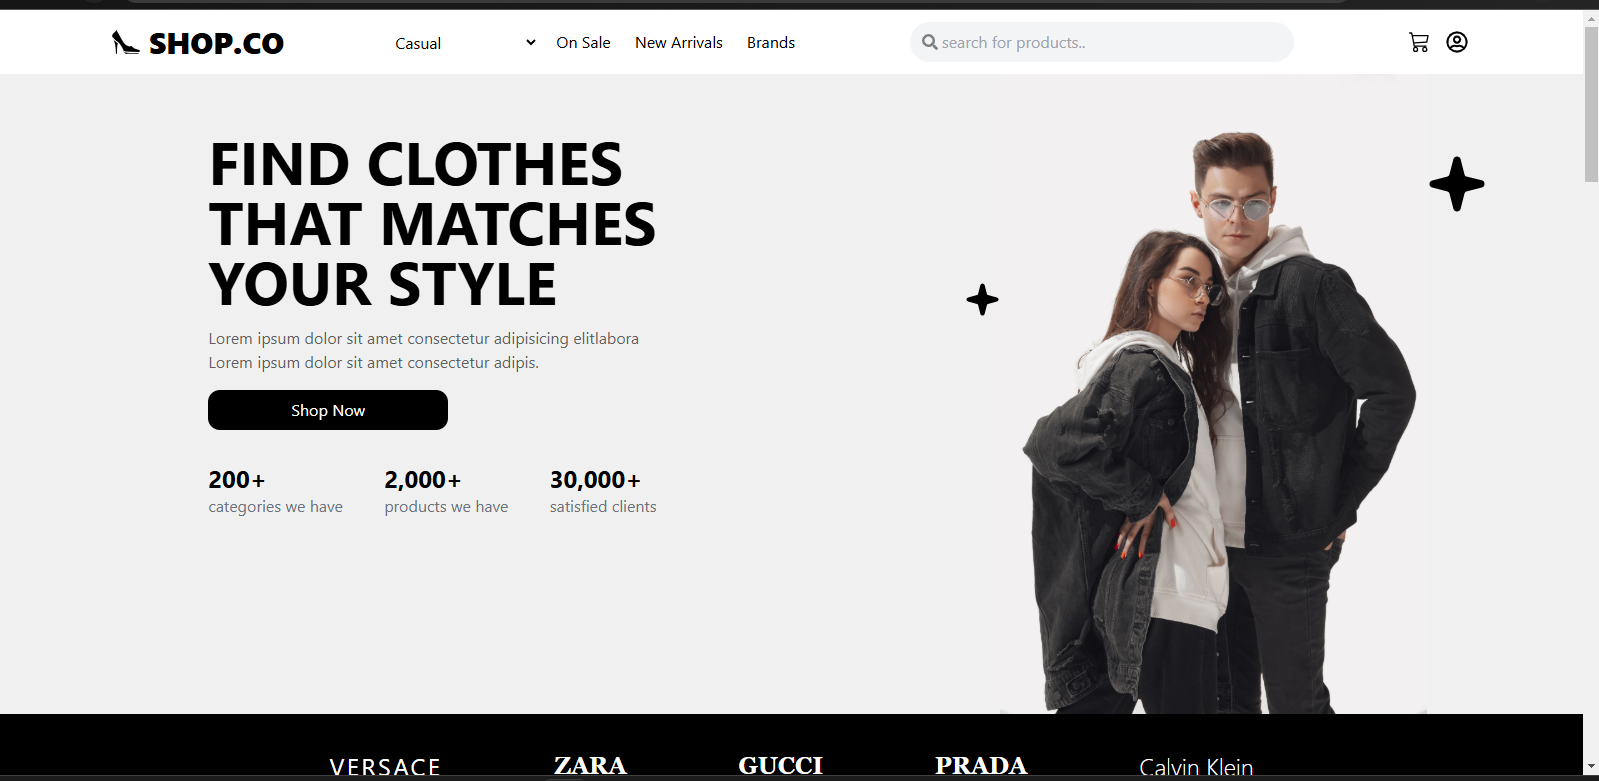 SHOP.CO
Casual
On Sale
New Arrivals
Brands
search for products..
FIND CLOTHES
THAT MATCHES
YOUR STYLE
Lorem ipsum dolor sit amet consectetur adipisicing elitlabora
Lorem ipsum dolor sit amet consectetur adipis.
Shop Now
200+
categories we have
2,000+
products we have
30,000+
satisfied clients
VERSACE
ZARA
GUCCI
PRADA
Calvin Klein